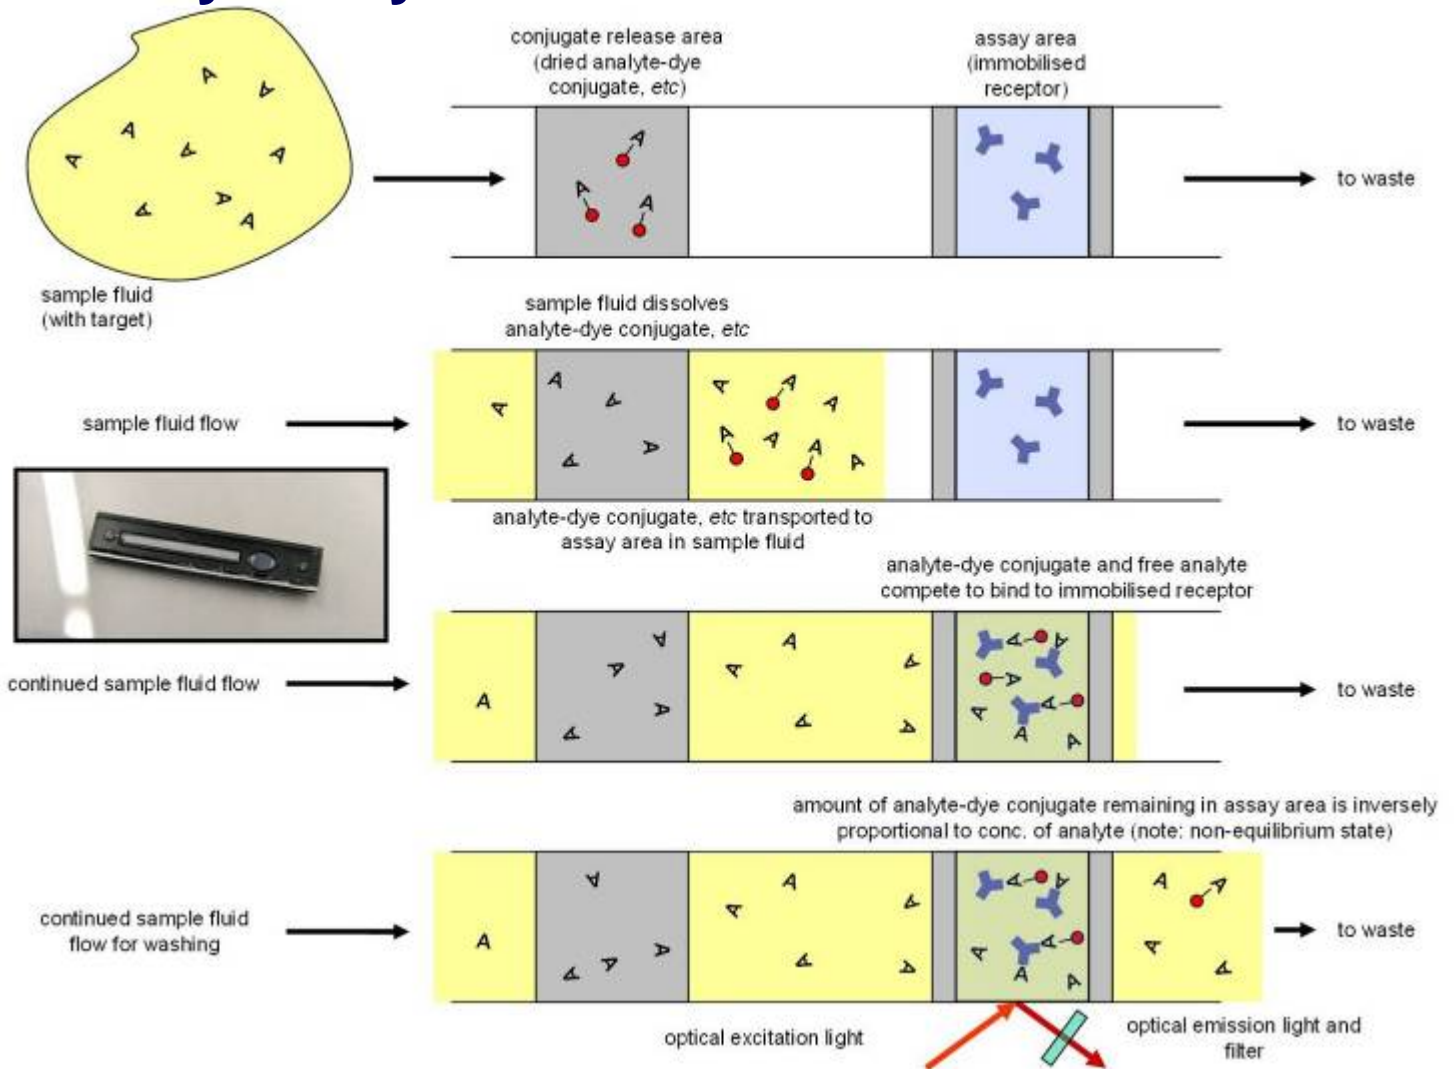 conjugate release area
(dried analyte-dye
conjugate, etc)
assay area
(immobilised
receptor)
to waste
sample fluid
(with target)
sample fluid dissolves
analyte-dye conjugate, etc
sample fluid flow
to waste
analyte-dye conjugate, etc transported to
assay area in sample fluid
analyte-dye conjugate and free analyte
compete to bind to immobilised receptor
continued sample fluid flow
to waste
amount of analyte-dye conjugate remaining in assay area is inversely
proportional to conc. of analyte (note: non-equilibrium state)
continued sample fluid
flow for washing
to waste
optical excitation light
optical emission light and
filter